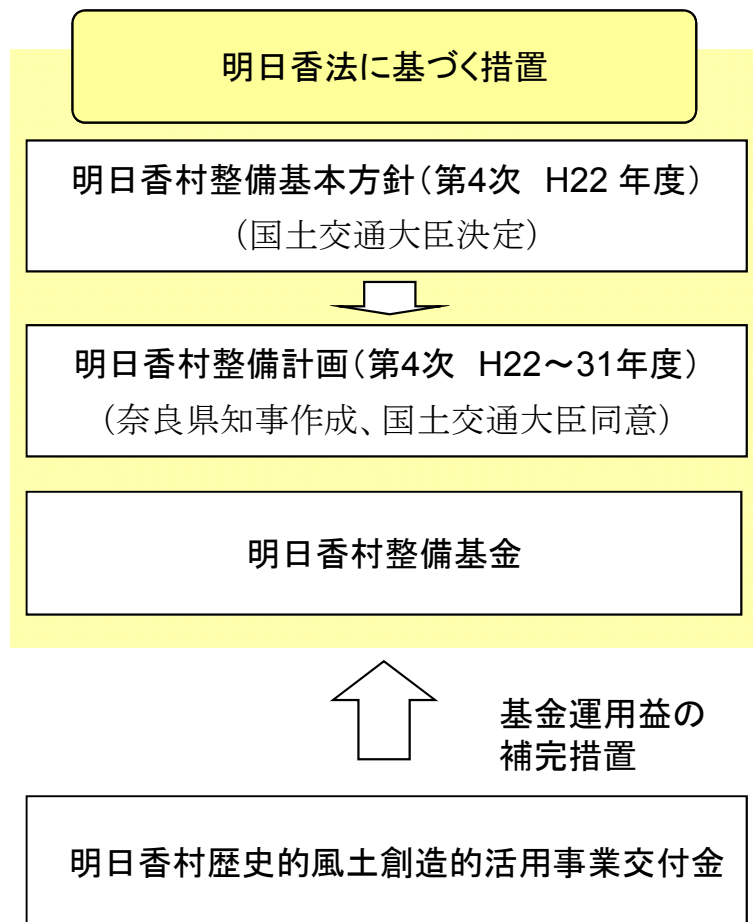 明日香法に基づく措置
明日香村整備基本方針（第4次　H22 年度）
（国土交通大臣決定）
明日香村整備計画（第4次　H22～31年度）
（奈良県知事作成、国土交通大臣同意）
明日香村整備基金
基金運用益の
補完措置
明日香村歴史的風土創造的活用事業交付金